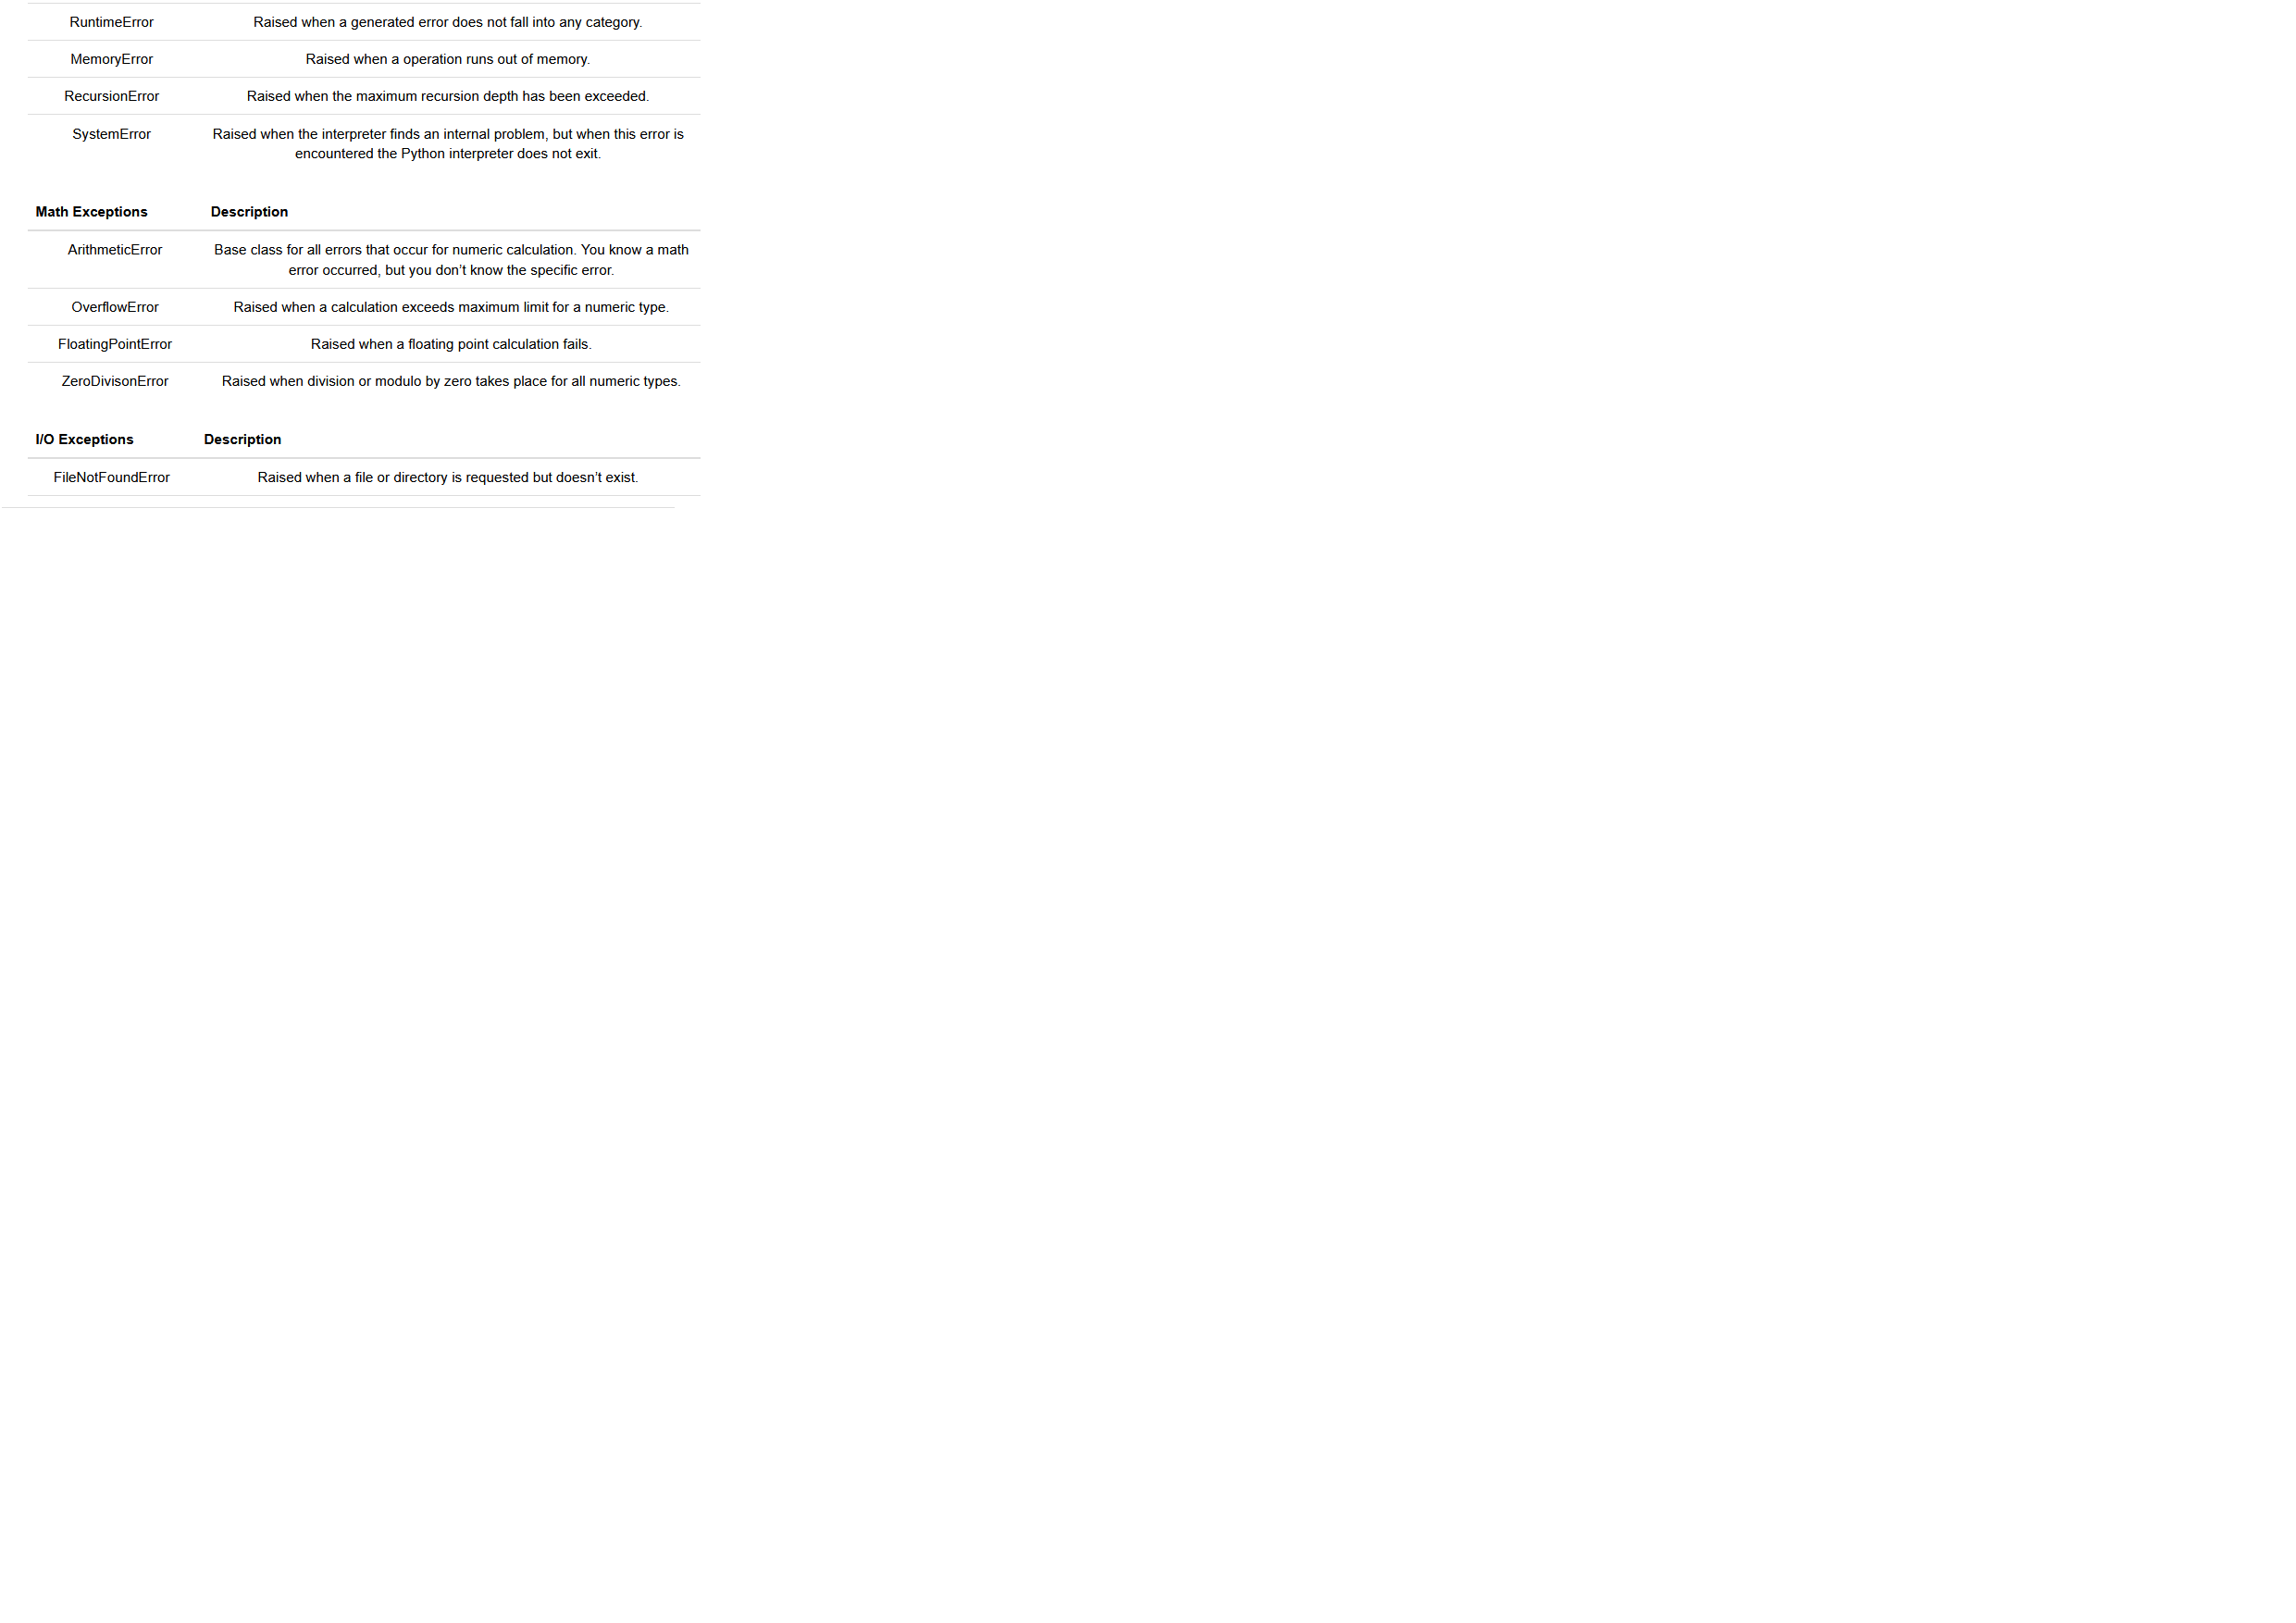 RuntimeError Raised when a generated error does not fall into any category.
MemoryError Raised when a operation runs out of memory.
RecursionError Raised when the maximum recursion depth has been exceeded.
SystemError Raised when the interpreter finds an internal problem, but when this error is
encountered the Python interpreter does not exit.
Math Exceptions Description
ArithmeticError Base class for all errors that occur for numeric calculation. You know a math
error occurred, but you don’t know the specific error.
OverflowError Raised when a calculation exceeds maximum limit for a numeric type.
FloatingPointError Raised when a floating point calculation fails.
ZeroDivisonError Raised when division or modulo by zero takes place for all numeric types.
I/O Exceptions Description
FileNotFoundError Raised when a file or directory is requested but doesn’t exist.